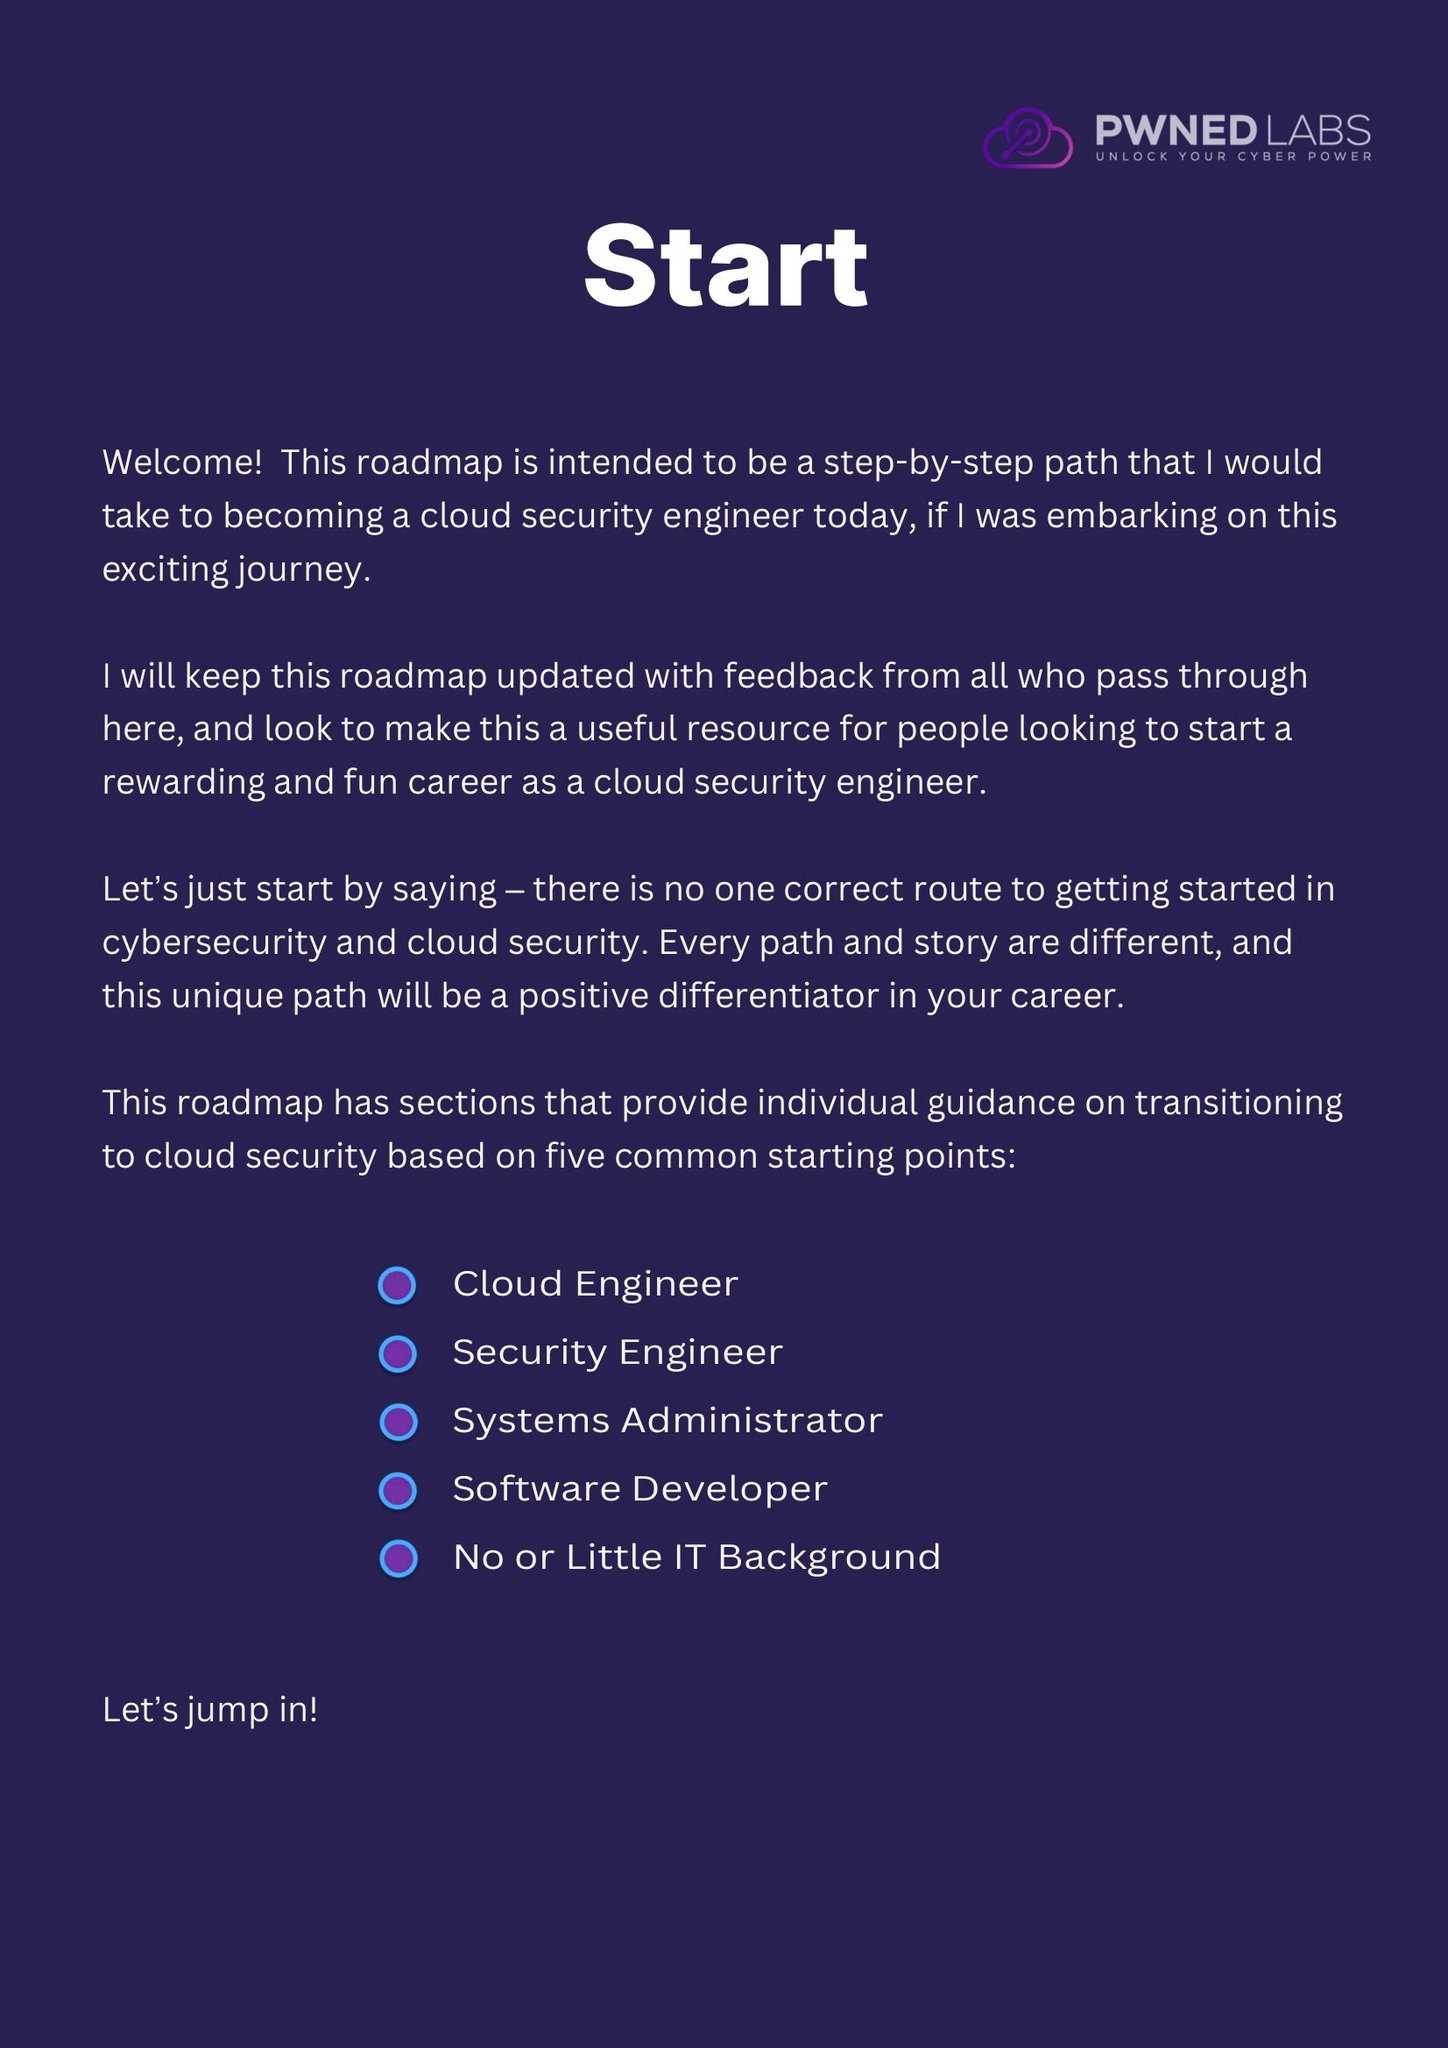 PWNED LABS
UNLOCK YOUR CYBER POWER
Start
Welcome!  This roadmap is intended to be a step-by-step path that I would
take to becoming a cloud security engineer today, if I was embarking on this
exciting journey.
I will keep this roadmap updated with feedback from all who pass through
here, and look to make this a useful resource for people looking to start a
rewarding and fun career as a cloud security engineer.
Let’s just start by saying – there is no one correct route to getting started in
cybersecurity and cloud security. Every path and story are different, and
this unique path will be a positive differentiator in your career.
This roadmap has sections that provide individual guidance on transitioning
to cloud security based on five common starting points:
Cloud Engineer
Security Engineer
Systems Administrator
Software Developer
No or Little IT Background
Let’s jump in!